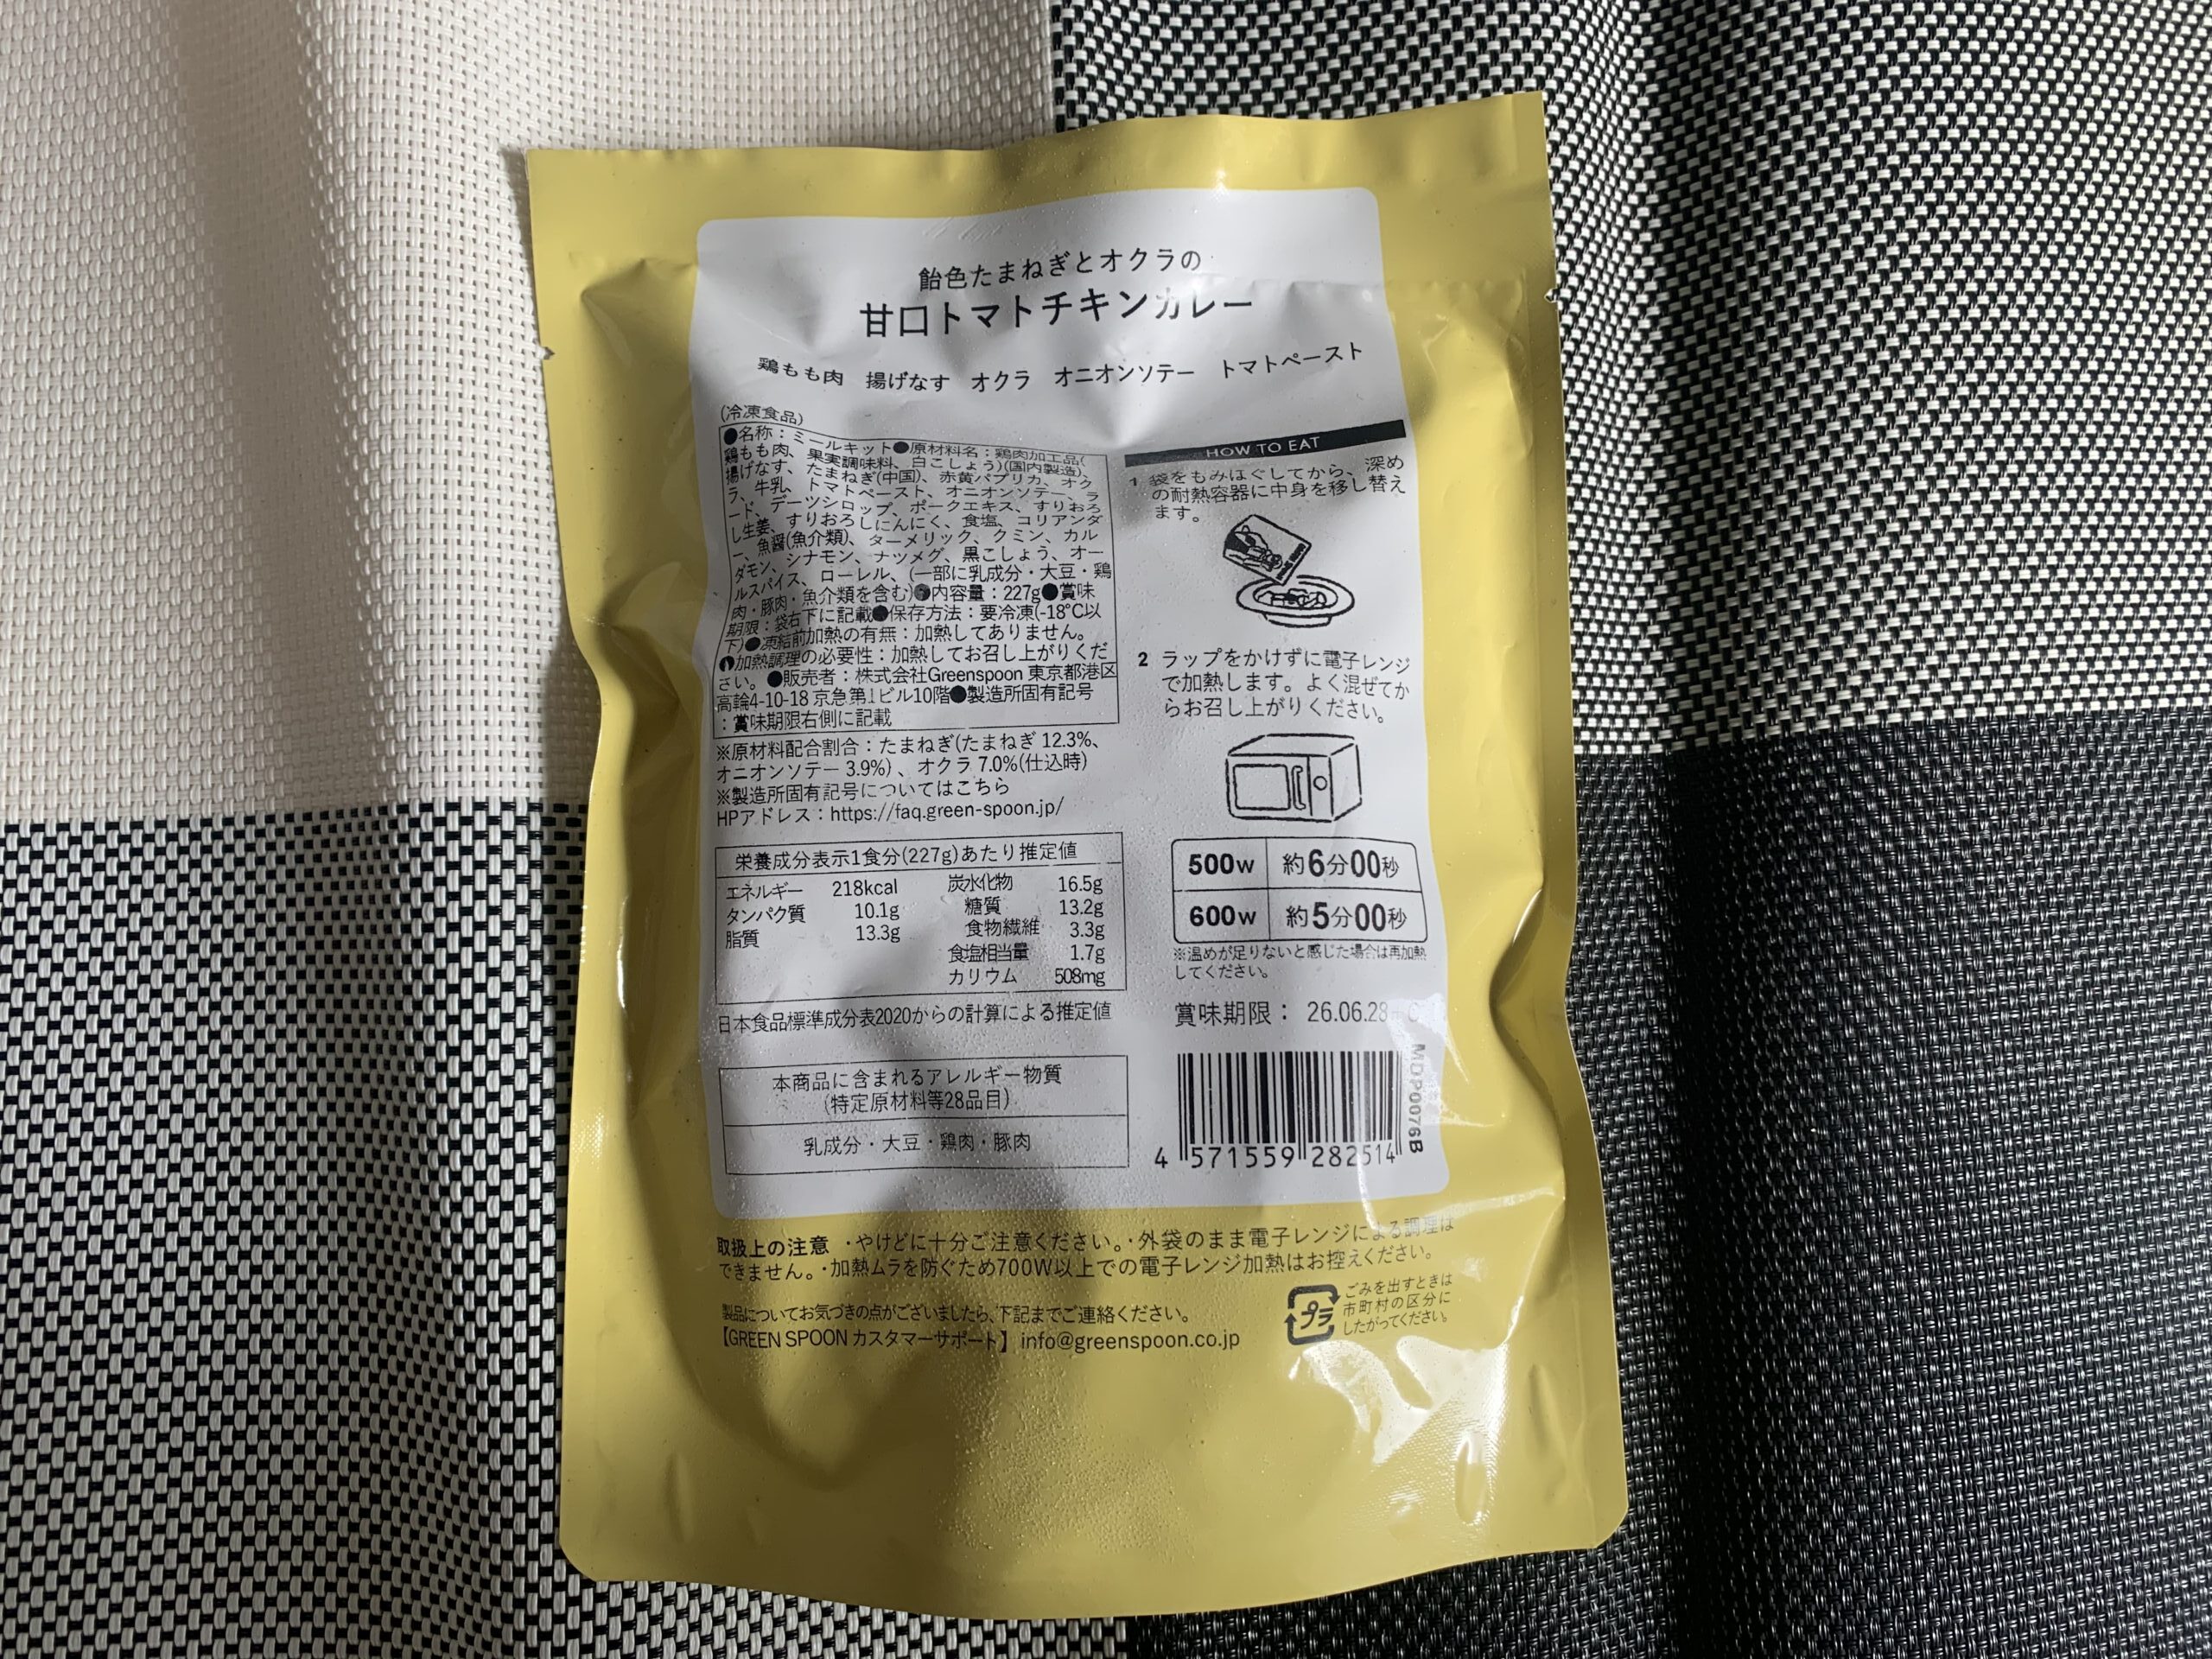 飴色たまねぎとオクラの
甘口トマトチキンカレー
鶏もも肉　揚げなす　オクラ　オニオンソテー　トマトペースト
(冷凍食品)
●名称：ミールキット●原材料名：鶏肉加工品(
鶏もも肉、果実調味料、白こしょう)(国内製造)、
揚げなす、たまねぎ(中国)、赤黄パプリカ、オク
ラ、牛乳、トマトペースト、オニオンソテー、ラ
ード、デーツシロップ、ポークエキス、すりおろ
し生姜、すりおろしにんにく、食塩、コリアンダ
ー、魚醤(魚介類)、ターメリック、クミン、カル
ダモン、シナモン、ナツメグ、黒こしょう、オー
ルスパイス、ローレル、(一部に乳成分・大豆・鶏
肉・豚肉・魚介類を含む)●内容量：227g●賞味
期限：袋右下に記載●保存方法：要冷凍(-18℃以
下)●凍結前加熱の有無：加熱してありません。
●加熱調理の必要性：加熱してお召し上がりくだ
さい。●販売者：株式会社Greenspoon 東京都港区
高輪4-10-18 京急第1ビル10階●製造所固有記号
：賞味期限右側に記載
※原材料配合割合：たまねぎ(たまねぎ 12.3%、
オニオンソテー 3.9%)、オクラ 7.0%(仕込時)
※製造所固有記号についてはこちら
HPアドレス：https://faq.green-spoon.jp/
栄養成分表示1食分(227g)あたり推定値
エネルギー 218kcal
タンパク質 10.1g
脂質 13.3g
炭水化物 16.5g
糖質 13.2g
食物繊維 3.3g
食塩相当量 1.7g
カリウム 508mg
日本食品標準成分表2020からの計算による推定値
本商品に含まれるアレルギー物質
(特定原材料等28品目)
乳成分・大豆・鶏肉・豚肉
HOW TO EAT
1 袋をもみほぐしてから、深め
の耐熱容器に中身を移し替え
ます。
2 ラップをかけずに電子レンジ
で加熱します。よく混ぜてか
らお召し上がりください。
500W 約6分00秒
600W 約5分00秒
※温めが足りないと感じた場合は再加熱
してください。
賞味期限： 26.06.28
MDP0076B
4 571559 282514
取扱上の注意 ・やけどに十分ご注意ください。・外袋のまま電子レンジによる調理は
できません。・加熱ムラを防ぐため700W以上での電子レンジ加熱はお控えください。
製品についてお気づきの点がございましたら、下記までご連絡ください。
【GREEN SPOON カスタマーサポート】 info@greenspoon.co.jp
プラ
ごみを出すときは
市町村の区分に
したがってください。